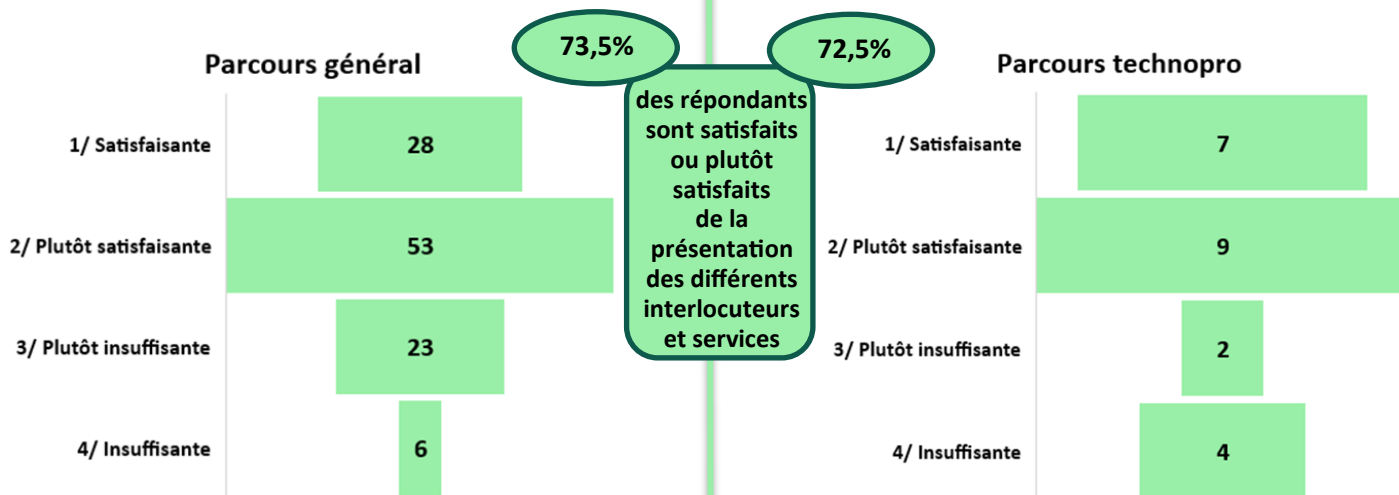 73,5%
72,5%
Parcours général
1/ Satisfaisante
28
2/ Plutôt satisfaisante
53
3/ Plutôt insuffisante
23
4/ Insuffisante
6
des répondants
sont satisfaits
ou plutôt
satisfaits
de la
présentation
des différents
interlocuteurs
et services
Parcours technopro
1/ Satisfaisante
7
2/ Plutôt satisfaisante
9
3/ Plutôt insuffisante
2
4/ Insuffisante
4